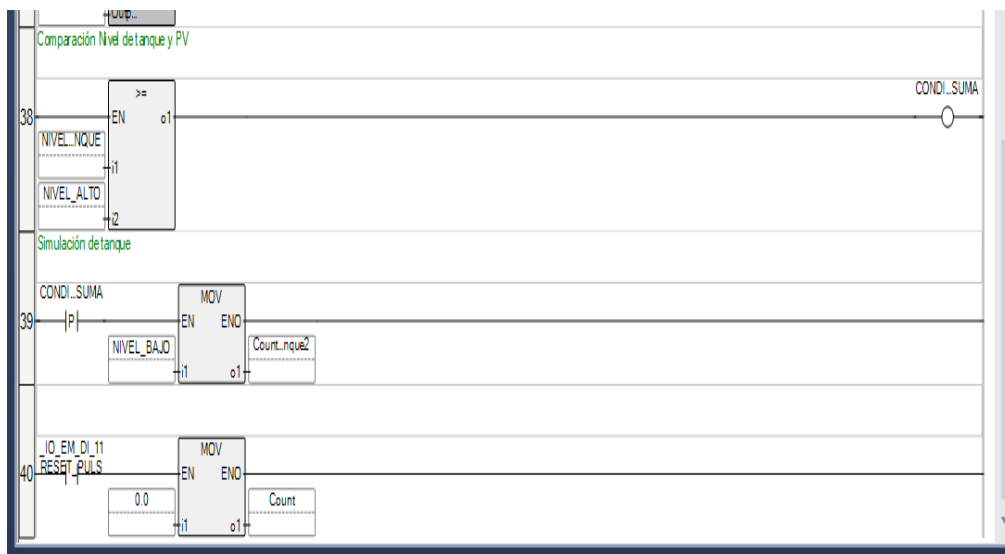 Outp...
Comparación Nivel de tanque y PV
>=
CONDI...SUMA
38
EN o1
NIVEL...NQUE
i1
NIVEL_ALTO
i2
Simulación de tanque
CONDI...SUMA
MOV
39
P
EN ENO
NIVEL_BAJO
Count...nque2
i1 o1
_IO_EM_DI_11
MOV
RESET_PULS
40
EN ENO
0.0
Count
i1 o1